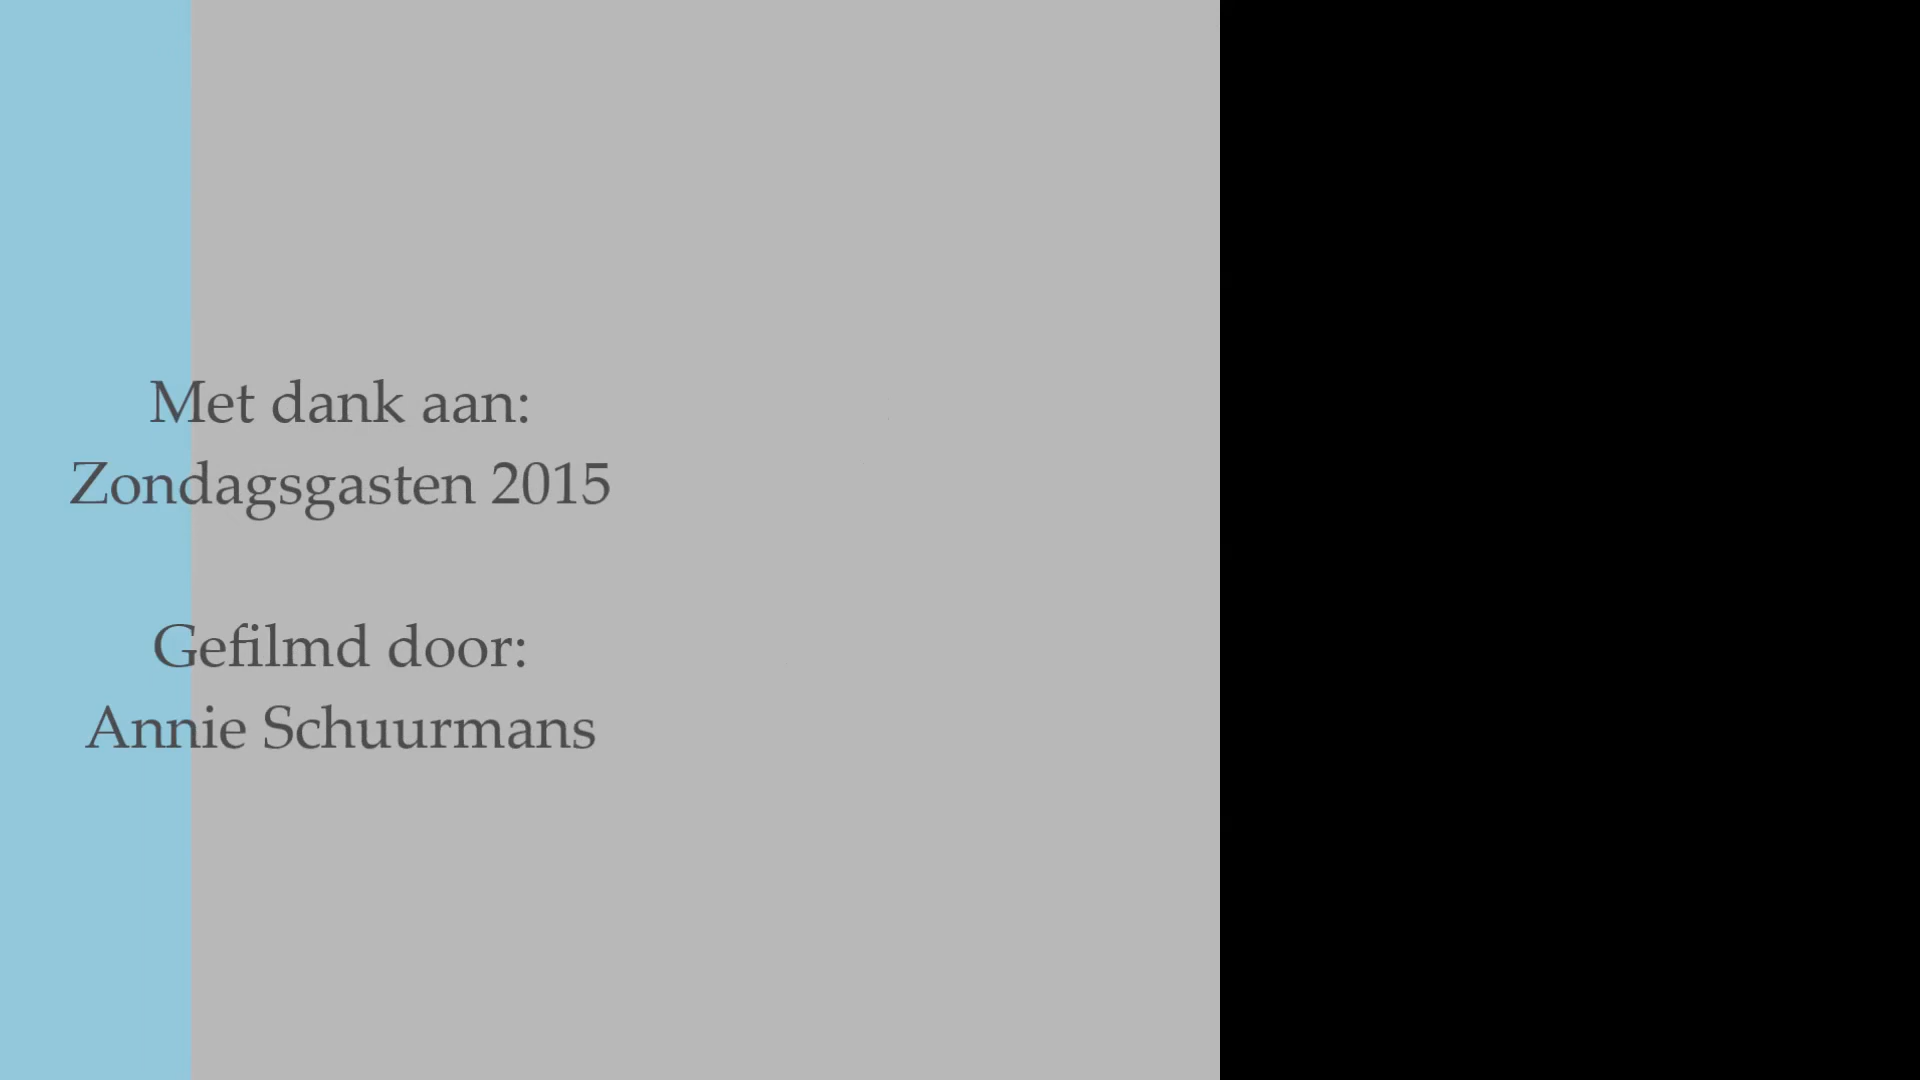 Met dank aan:
Zondagsgasten 2015
Gefilmd door:
Annie Schuurmans